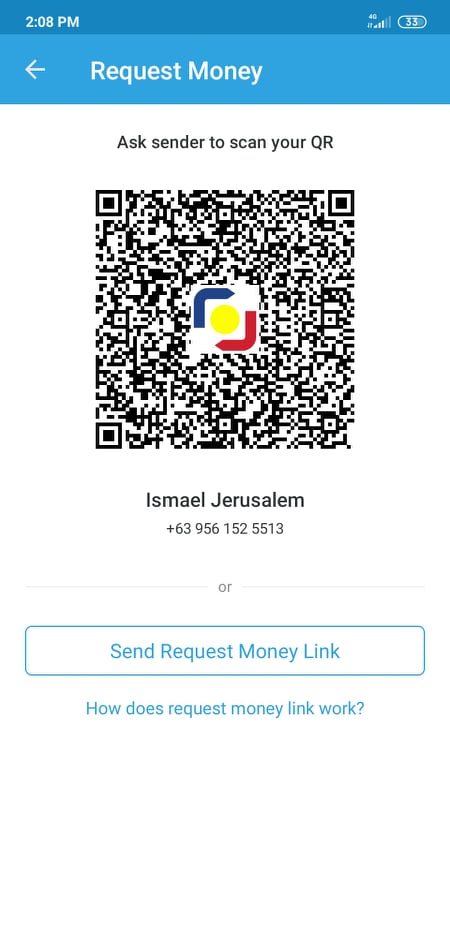 2:08 PM
4G
33
Request Money
Ask sender to scan your QR
Ismael Jerusalem
+63 956 152 5513
or
Send Request Money Link
How does request money link work?